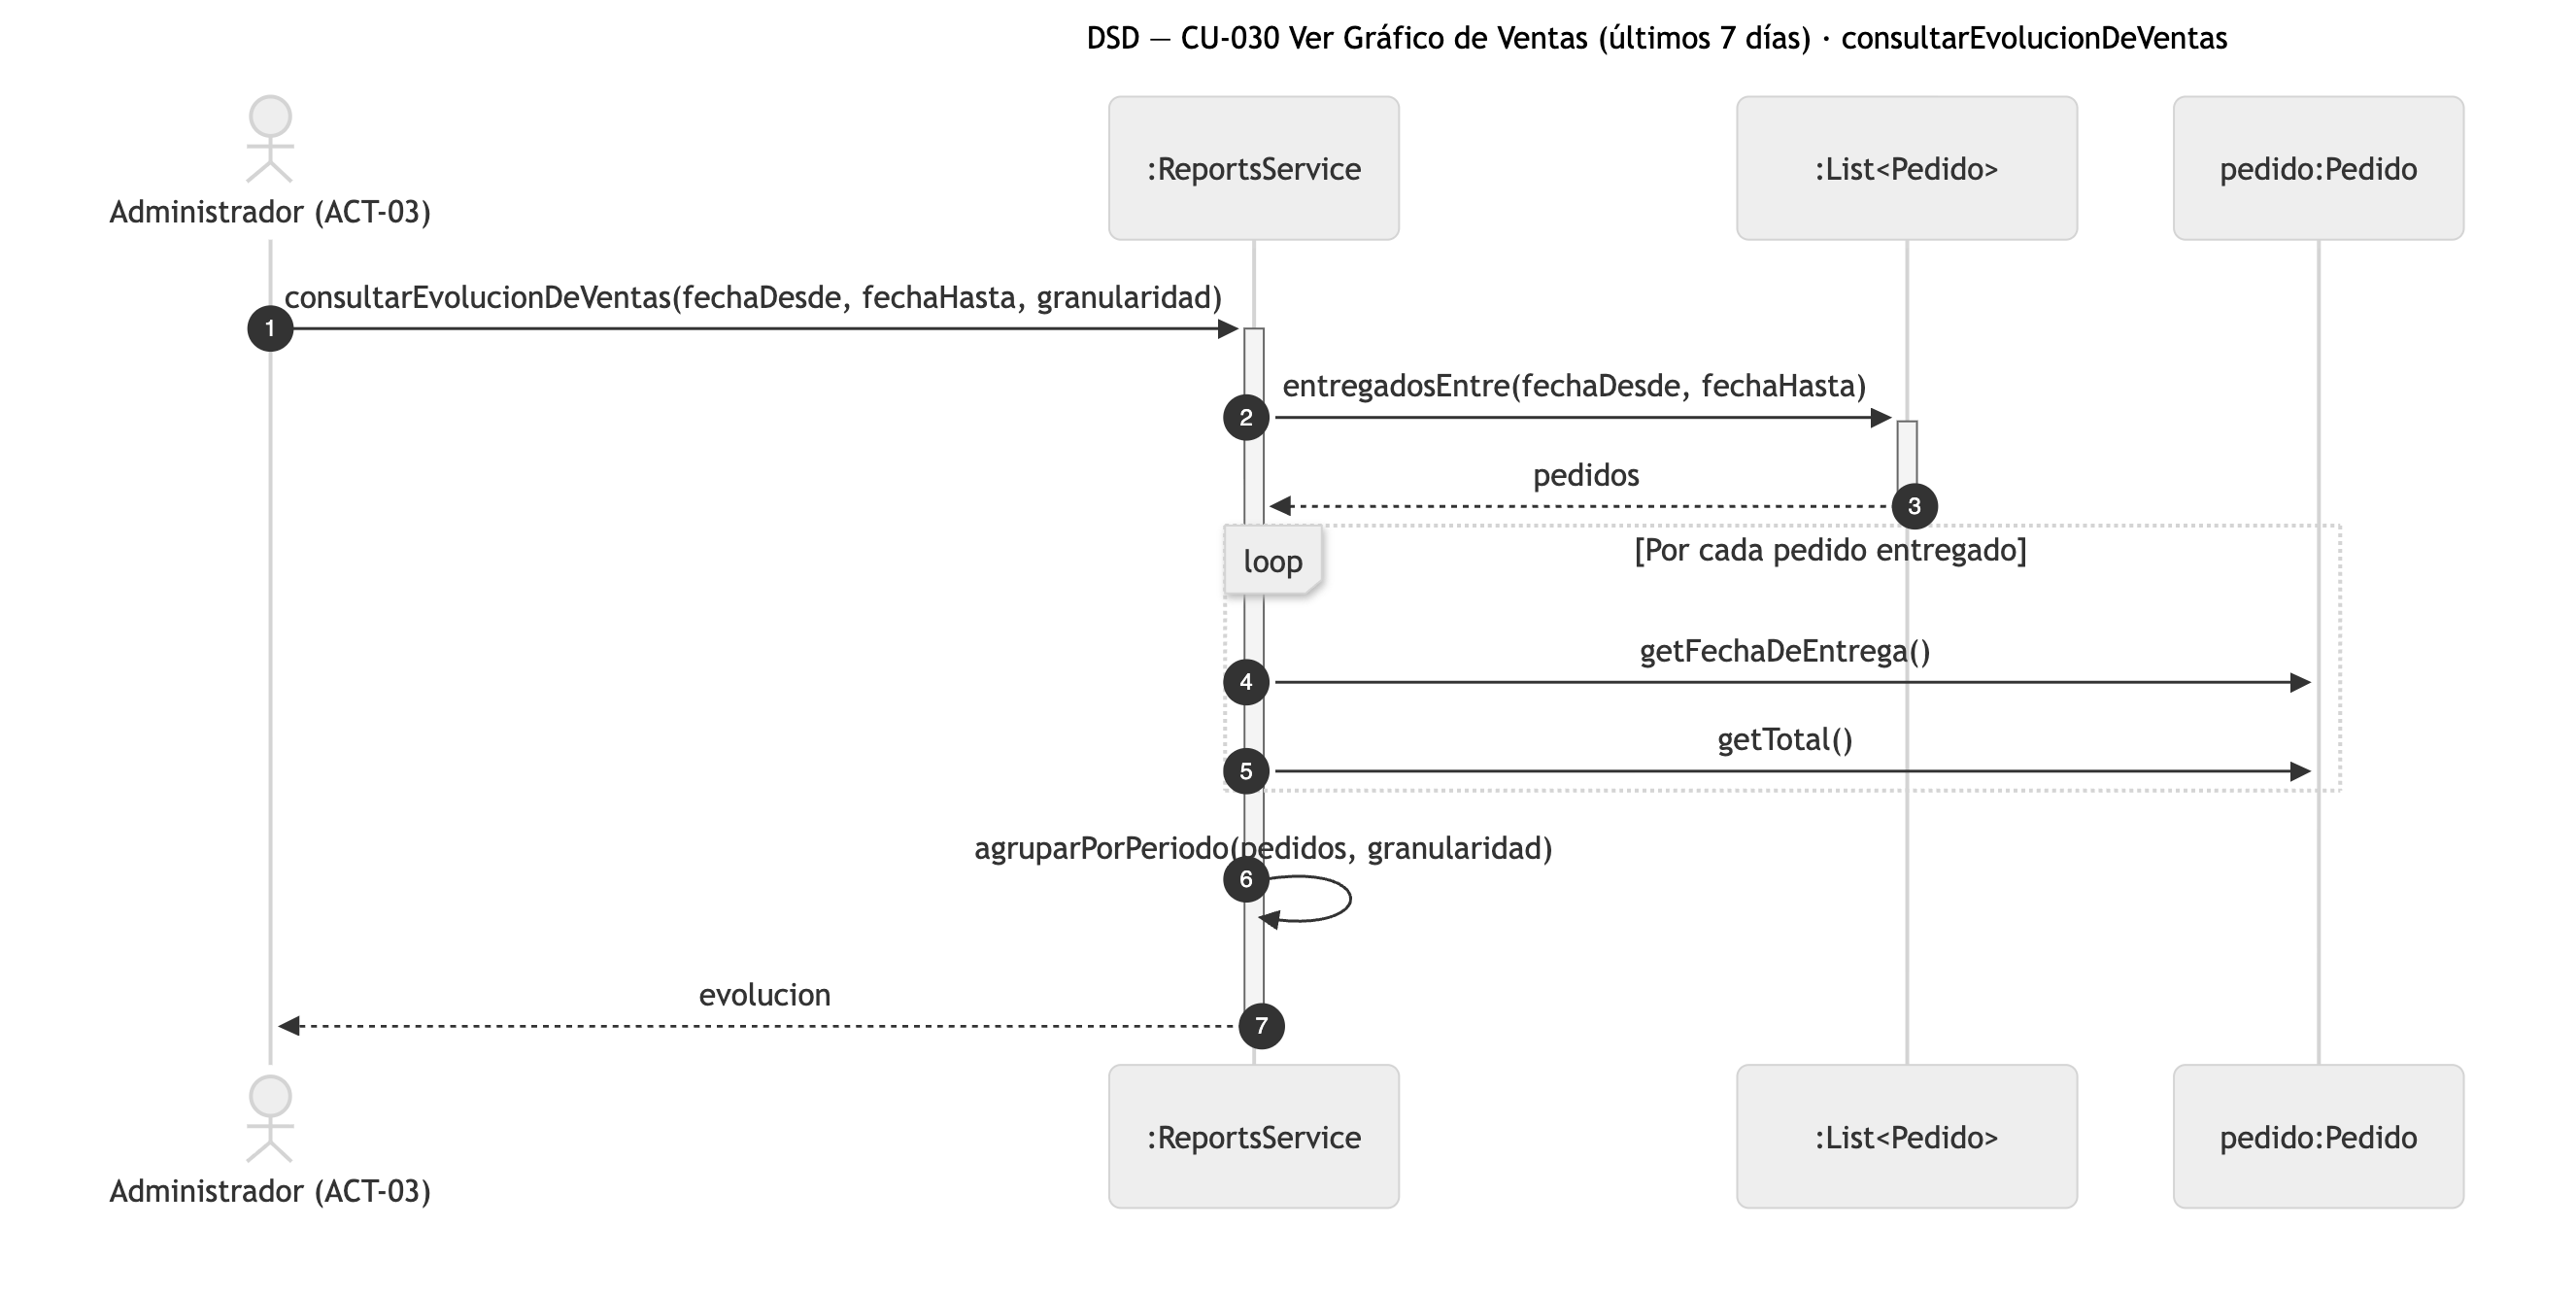 DSD — CU-030 Ver Gráfico de Ventas (últimos 7 días) · consultarEvolucionDeVentas
Administrador (ACT-03)
:ReportsService
:List<Pedido>
pedido:Pedido
consultarEvolucionDeVentas(fechaDesde, fechaHasta, granularidad)
1
entregadosEntre(fechaDesde, fechaHasta)
2
pedidos
3
loop
[Por cada pedido entregado]
getFechaDeEntrega()
4
getTotal()
5
agruparPorPeriodo(pedidos, granularidad)
6
evolucion
7
Administrador (ACT-03)
:ReportsService
:List<Pedido>
pedido:Pedido